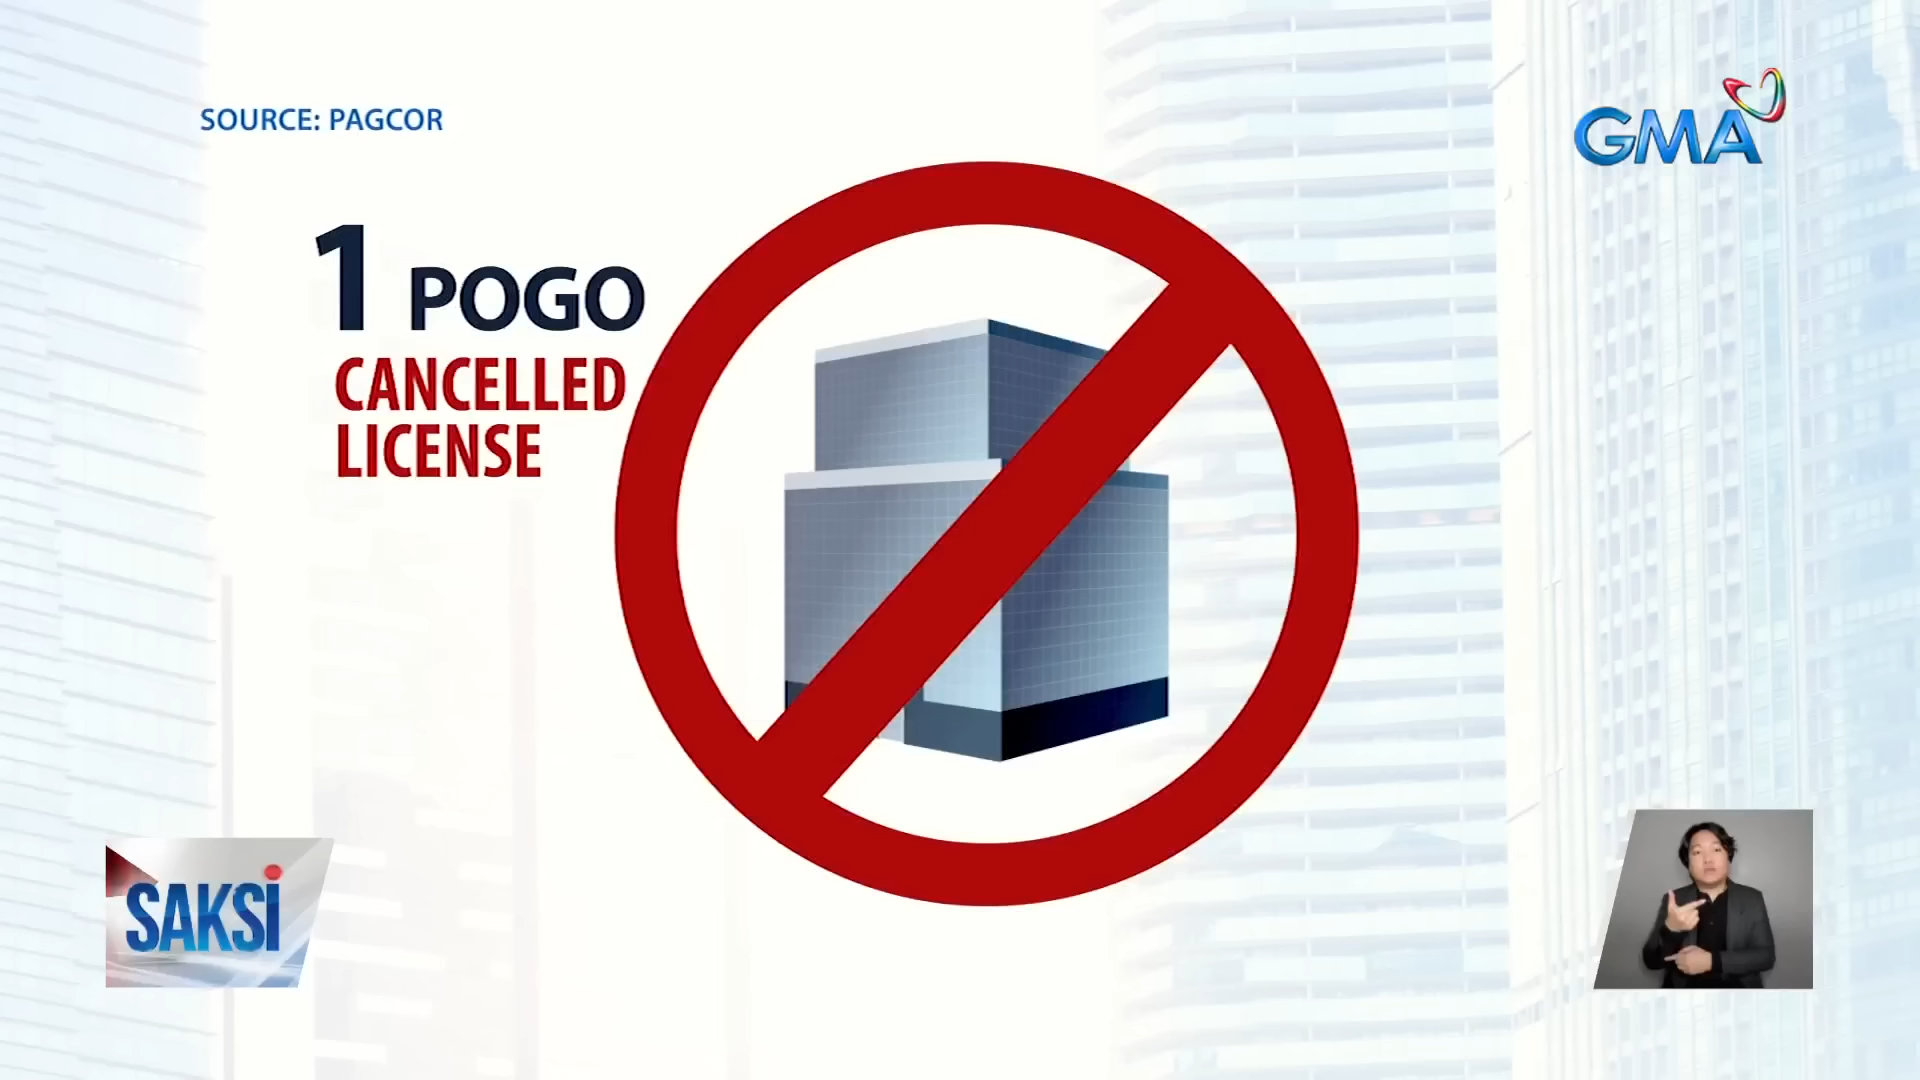 SOURCE: PAGCOR
GMA
1 POGO
CANCELLED
LICENSE
SAKSi